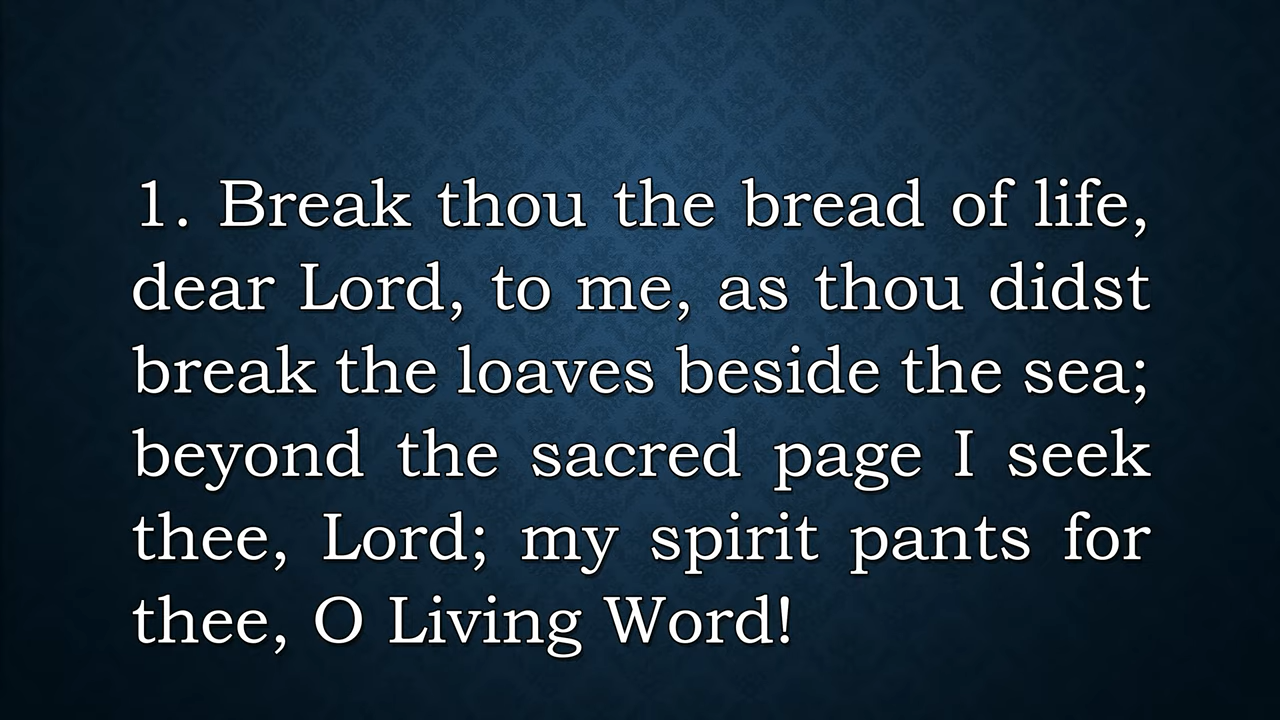 1. Break thou the bread of life,
dear Lord, to me, as thou didst
break the loaves beside the sea;
beyond the sacred page I seek
thee, Lord; my spirit pants for
thee, O Living Word!